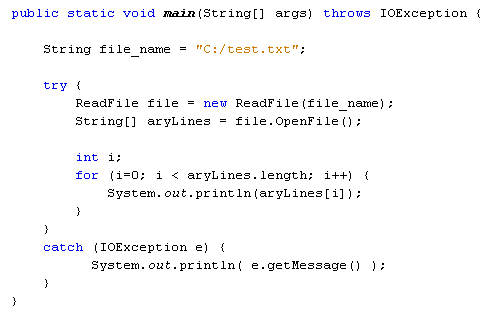 public static void main(String[] args) throws IOException {
String file_name = "C:/test.txt";
try {
ReadFile file = new ReadFile(file_name);
String[] aryLines = file.OpenFile();
int i;
for (i=0; i < aryLines.length; i++) {
System.out.println(aryLines[i]);
}
}
catch (IOException e) {
System.out.println( e.getMessage() );
}
}